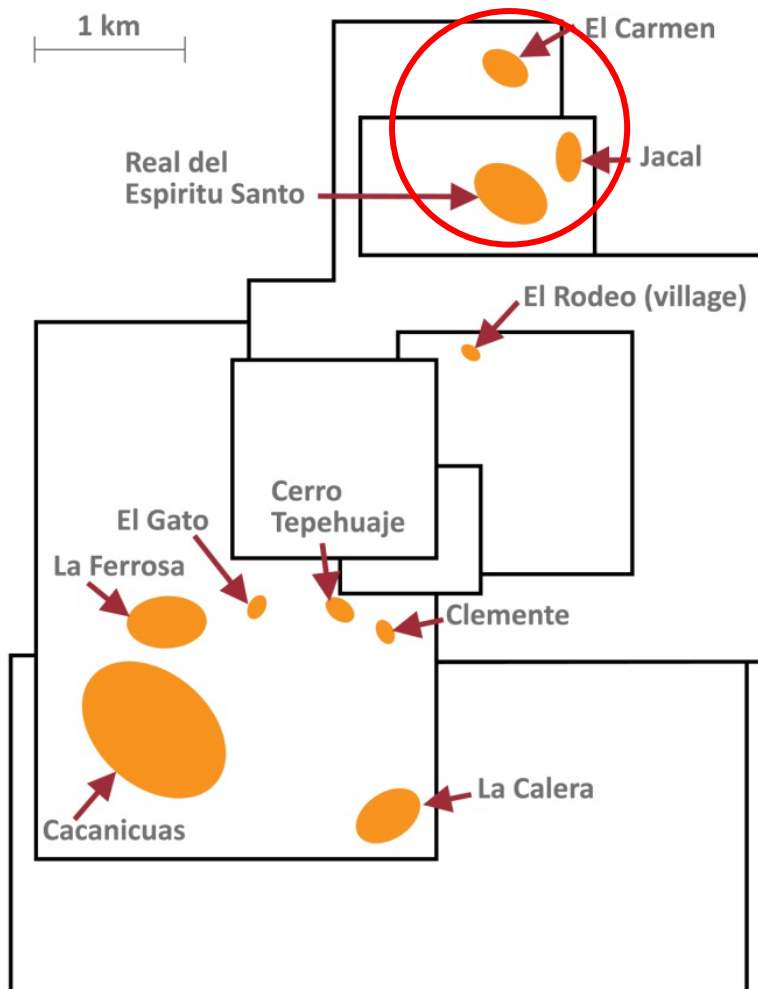 1 km
El Carmen
Real del
Espiritu Santo
Jacal
El Rodeo (village)
Cerro
Tepehuaje
El Gato
La Ferrosa
Clemente
La Calera
Cacanicuas